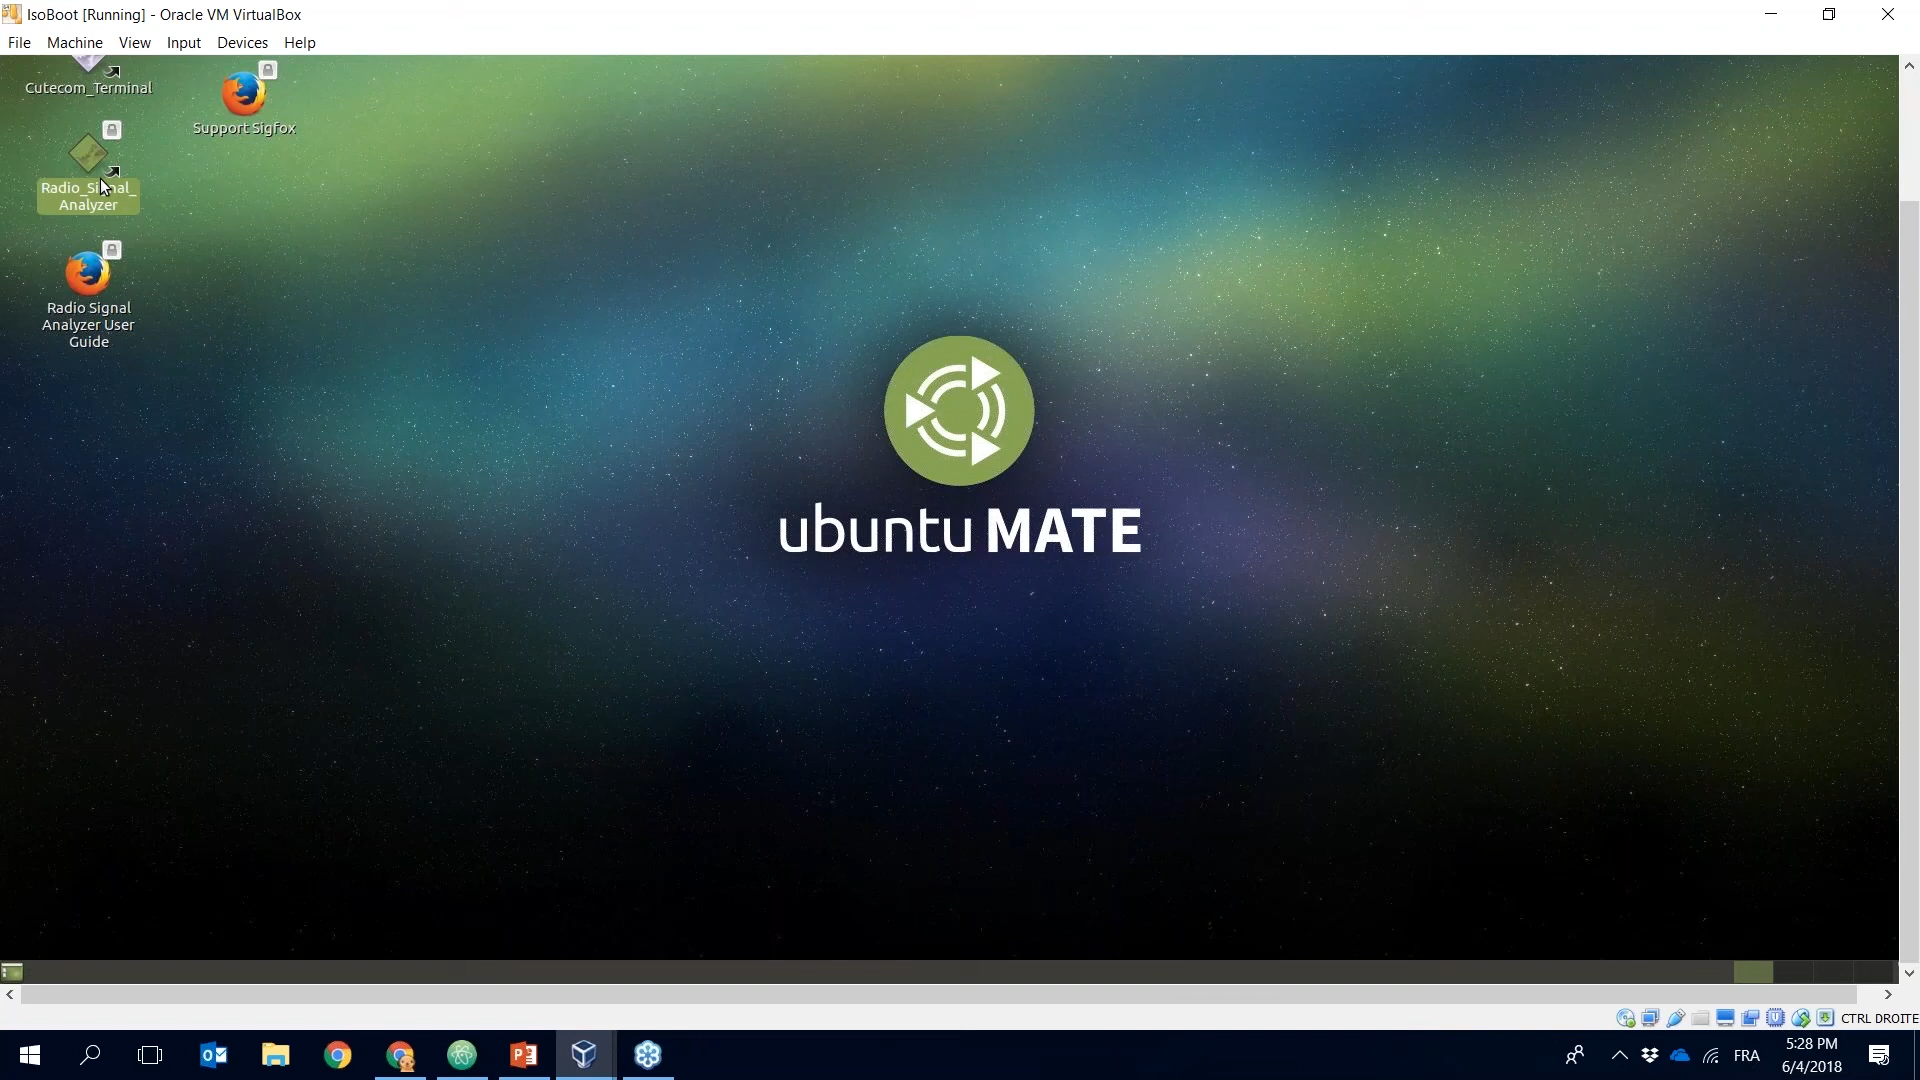 IsoBoot [Running] - Oracle VM VirtualBox
File Machine View Input Devices Help
Cutecom_Terminal
Support Sigfox
Radio_Signal_
Analyzer
Radio Signal
Analyzer User
Guide
ubuntu MATE
CTRL DROITE
FRA
5:28 PM
6/4/2018